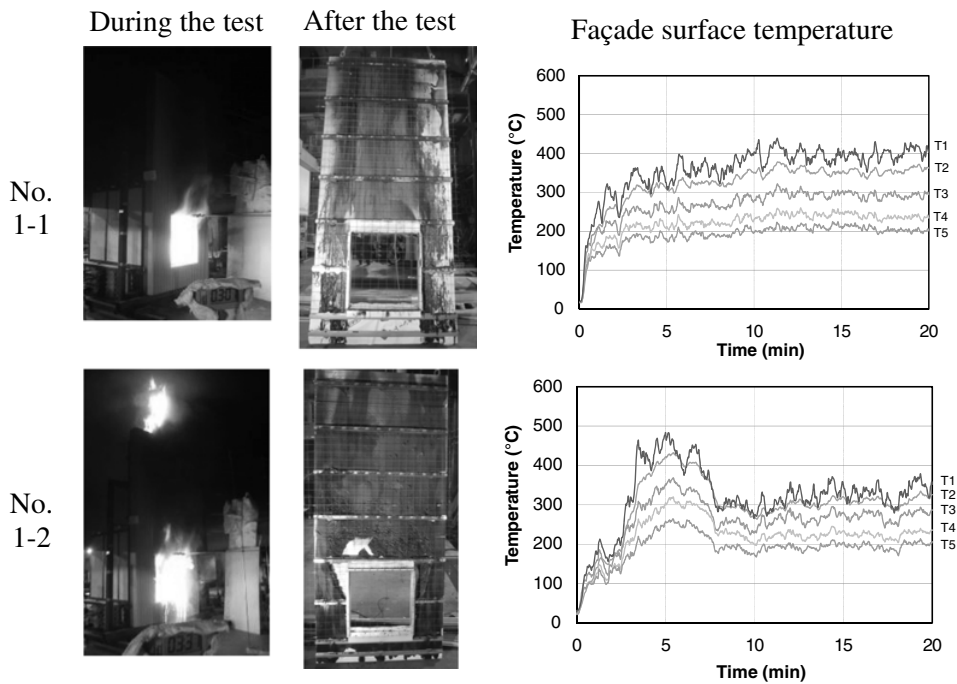 During the test
After the test
Façade surface temperature
No.
1-1
Temperature (°C)
600
500
400
300
200
100
0
T1
T2
T3
T4
T5
0
5
10
15
20
Time (min)
No.
1-2
Temperature (°C)
600
500
400
300
200
100
0
T1
T2
T3
T4
T5
0
5
10
15
20
Time (min)